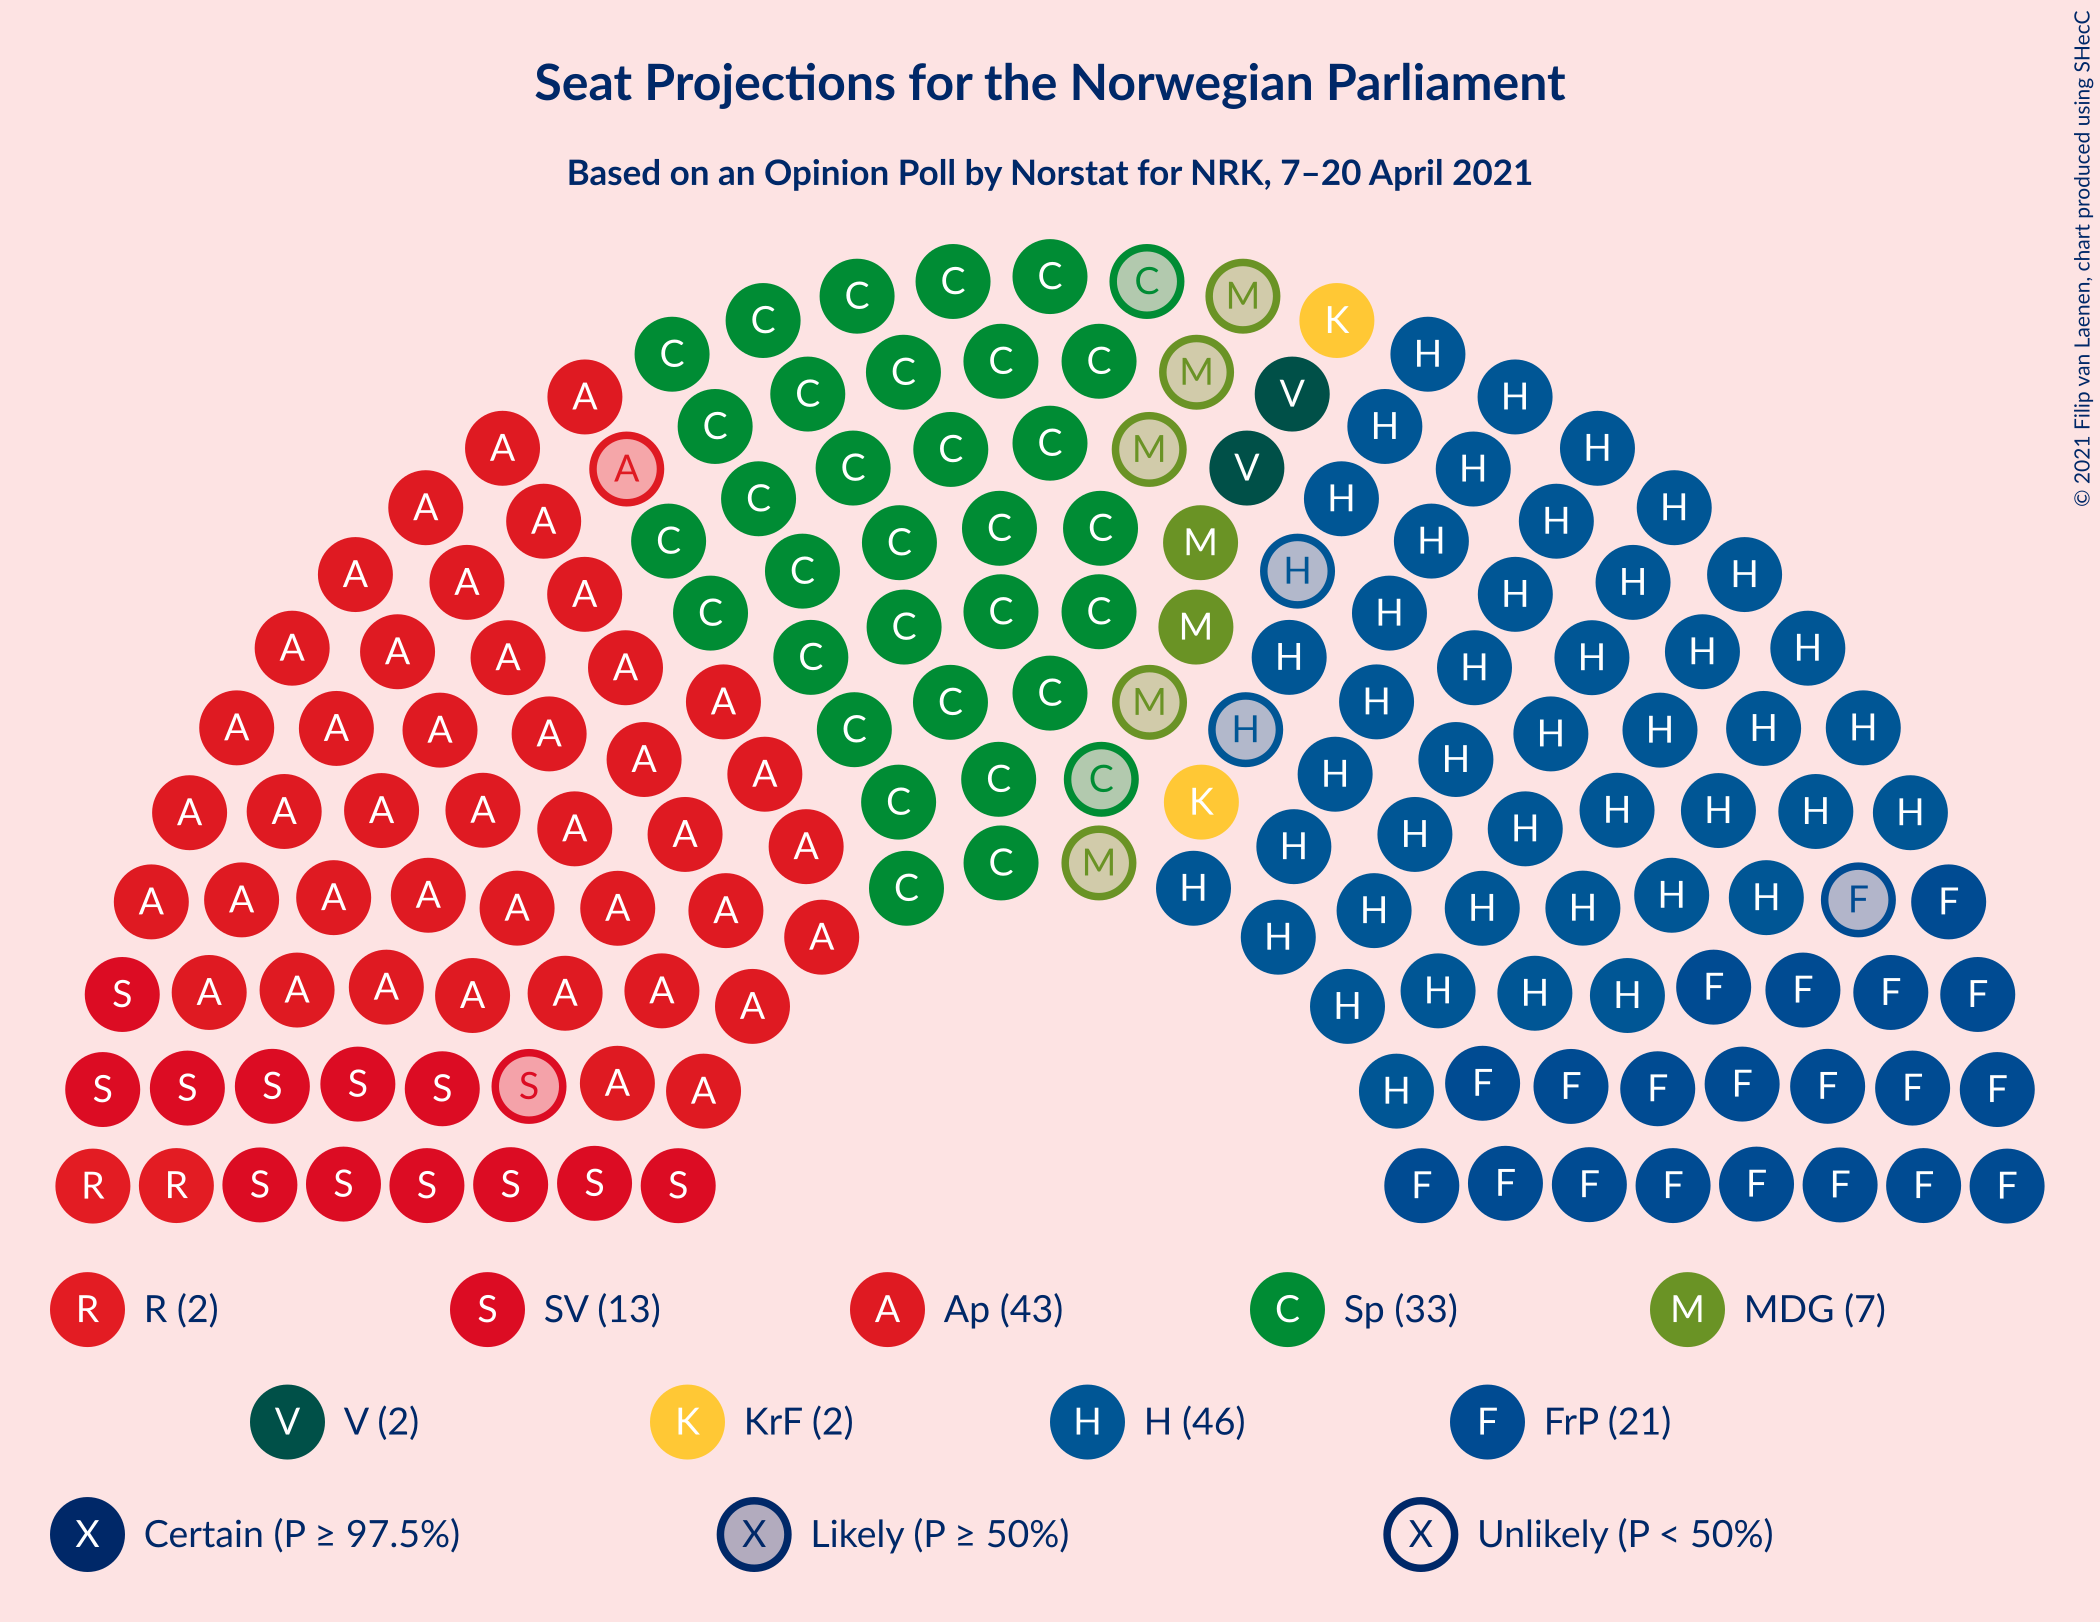 Seat Projections for the Norwegian Parliament
Based on an Opinion Poll by Norstat for NRK, 7–20 April 2021
© 2021 Filip van Laenen, chart produced using SHecC
C C C C M K
C C H
C C C C M V H
A C A H
C C C M V H H
A A C C H H
A A C C C C M H H H H
A A A C C C C M H H H H
A A A A C C C M H H H H H
A A A A A A C C C K H H H H H H
A A A A A A A C C M H H H H H H H
A A A A A A A A H H H H H H F F
S A A A A A A A H H H H F F F F
S S S S S S A A H F F F F F F F
R R S S S S S S F F F F F F F F
R R (2) S SV (13) A Ap (43) C Sp (33) M MDG (7)
V V (2) K KrF (2) H H (46) F FrP (21)
X Certain (P ≥ 97.5%) X Likely (P ≥ 50%) X Unlikely (P < 50%)